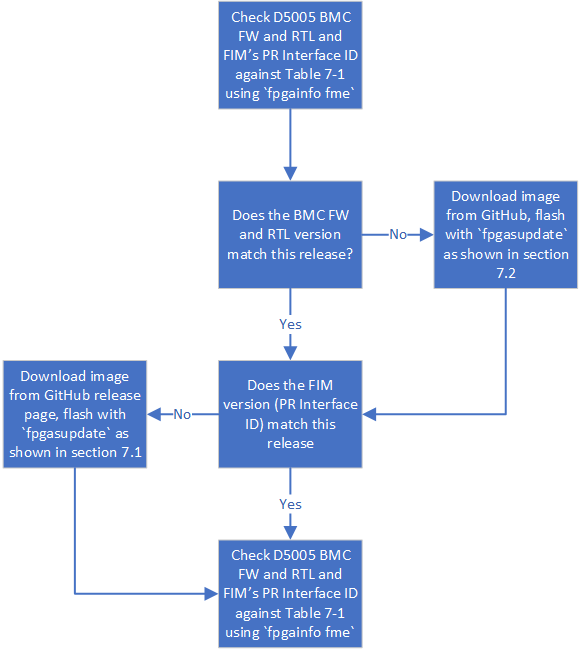 Check D5005 BMC
FW and RTL and
FIM's PR Interface ID
against Table 7-1
using `fpgainfo fme`
Does the BMC FW
and RTL version
match this release?
No
Download image
from GitHub, flash
with `fpgasupdate`
as shown in section
7.2
Yes
Does the FIM
version (PR Interface
ID) match this
release
No
Download image
from GitHub release
page, flash with
`fpgasupdate` as
shown in section 7.1
Yes
Check D5005 BMC
FW and RTL and
FIM's PR Interface ID
against Table 7-1
using `fpgainfo fme`